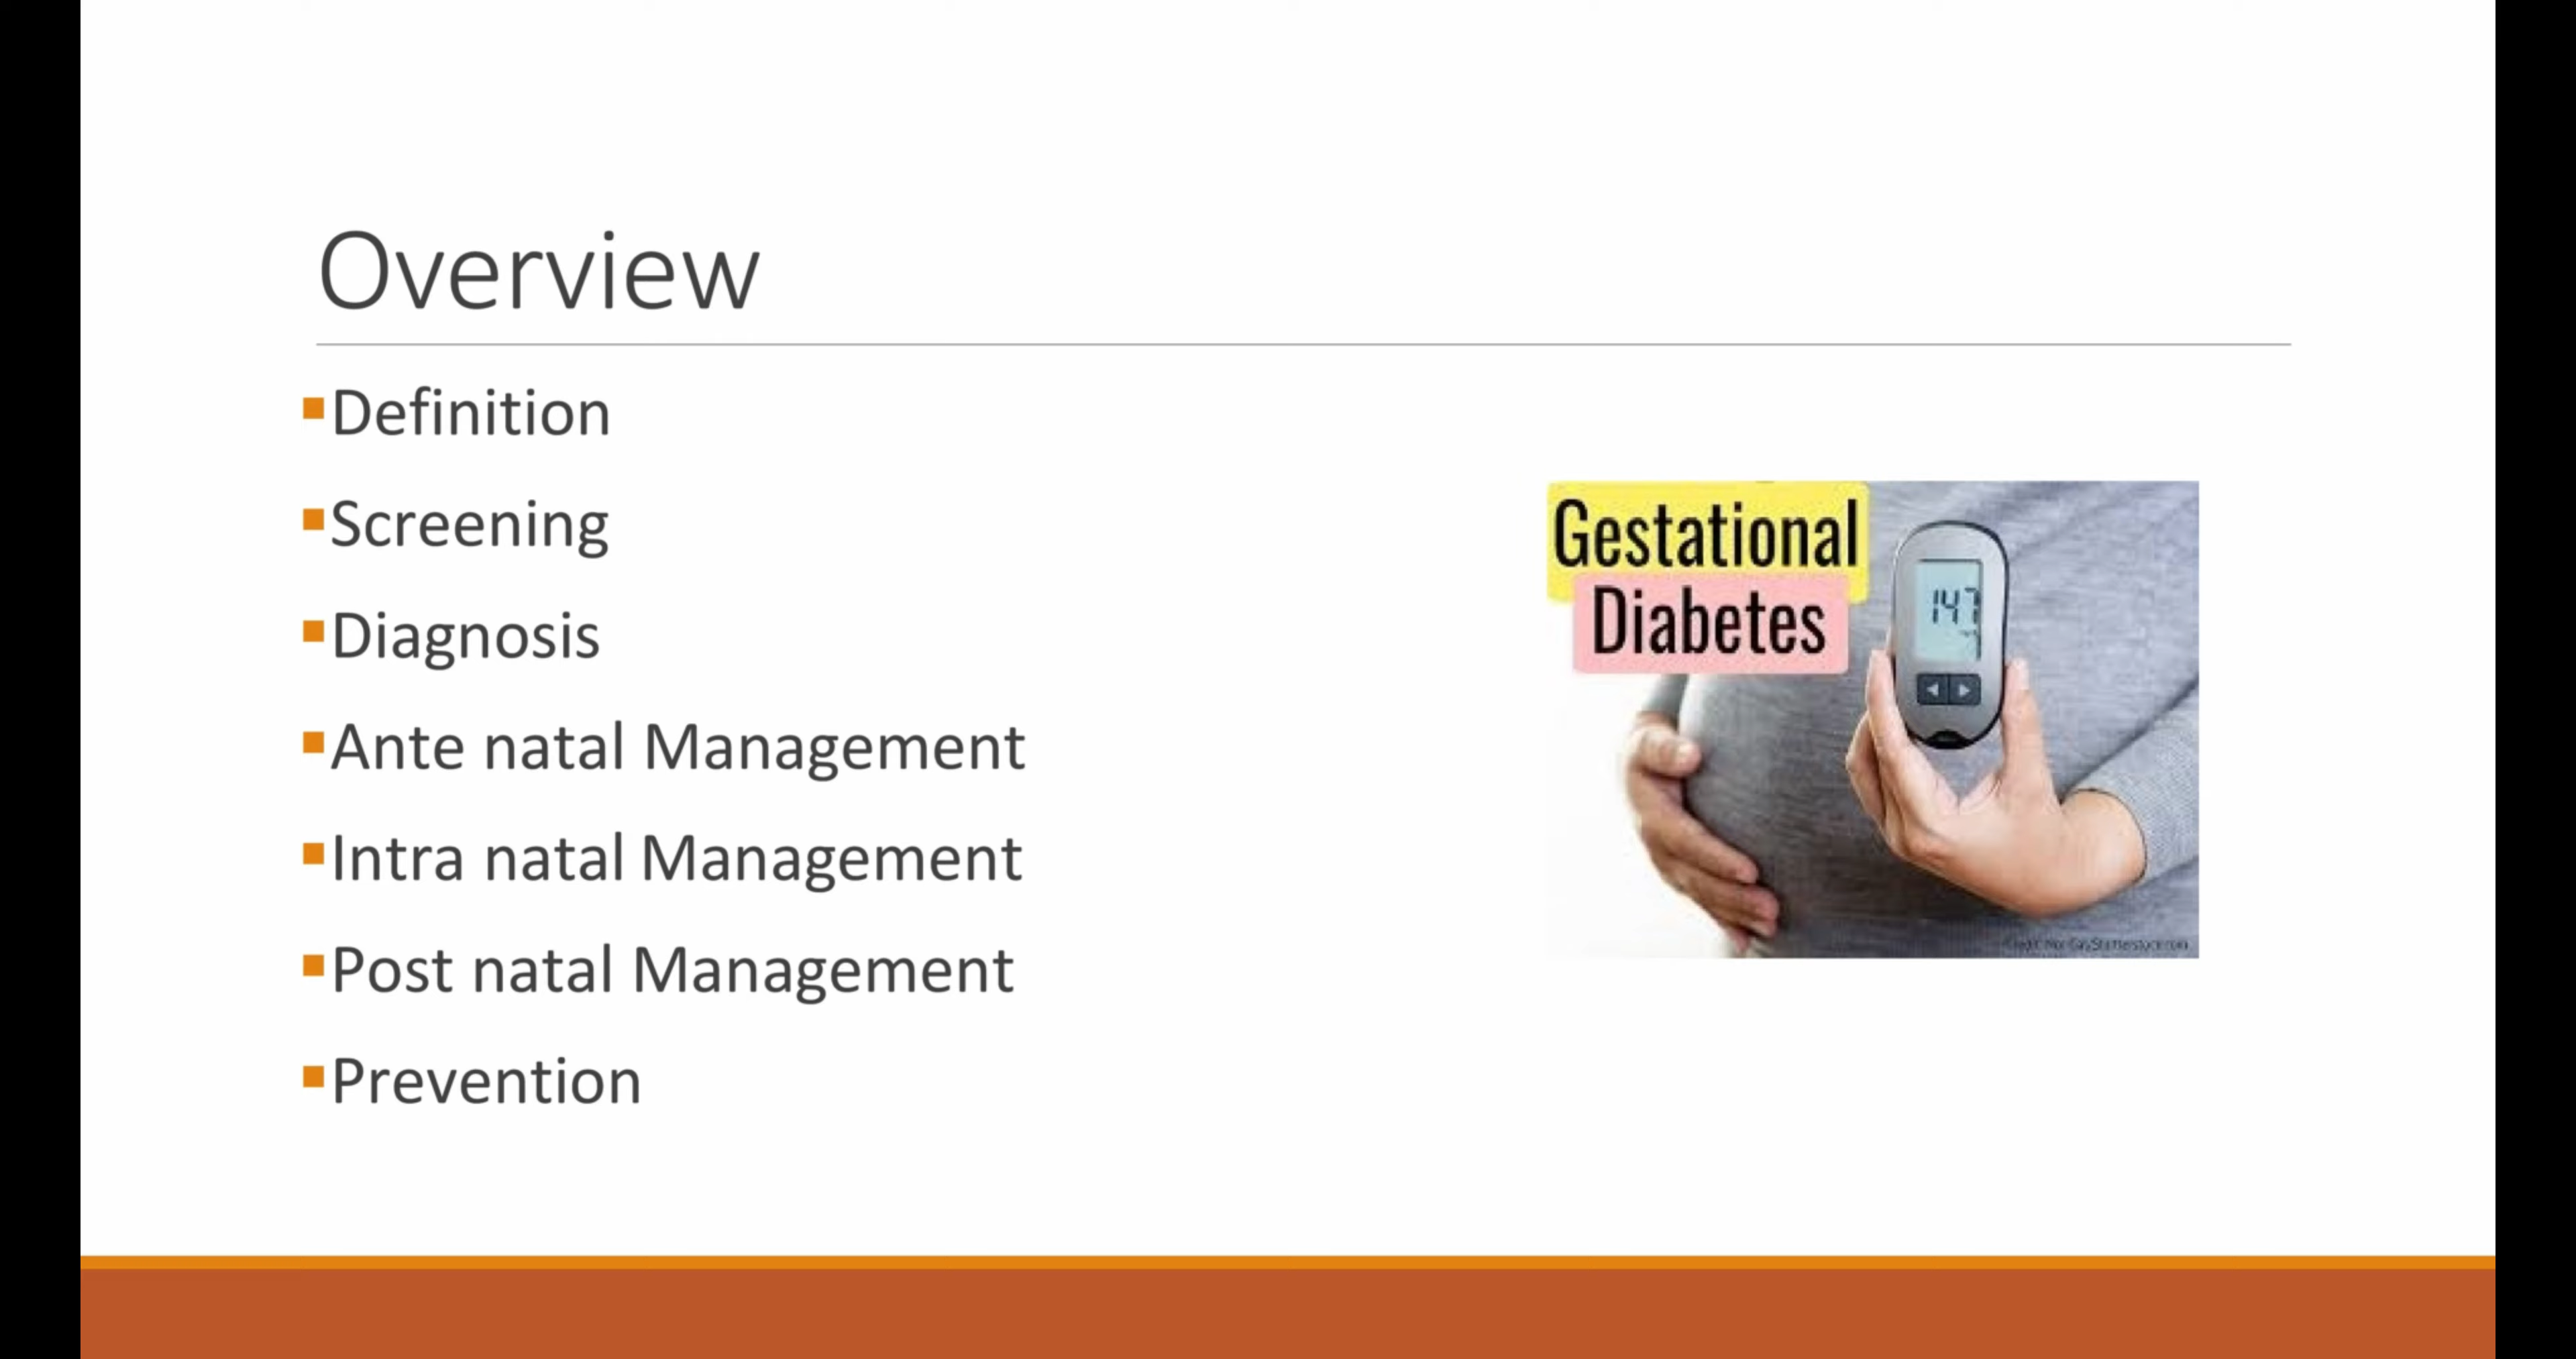 Overview
▪Definition
▪Screening
▪Diagnosis
▪Ante natal Management
▪Intra natal Management
▪Post natal Management
▪Prevention
Gestational
Diabetes
147